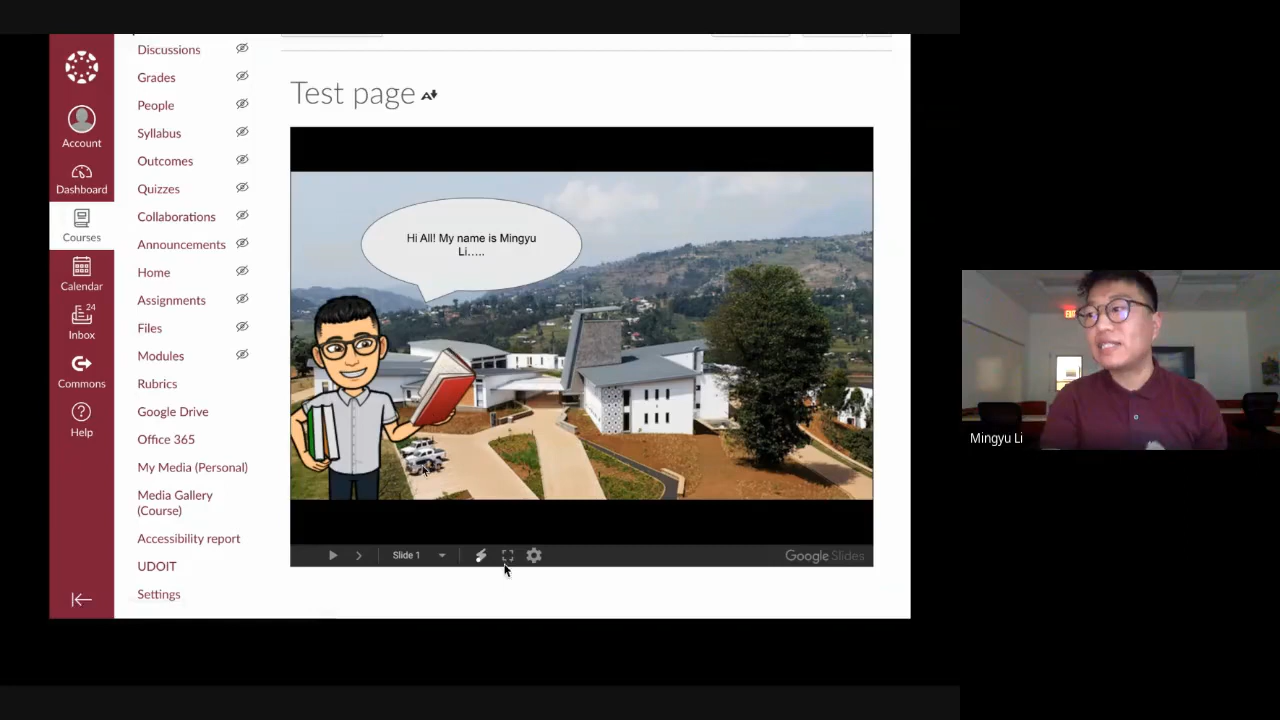 Discussions
Grades
People
Syllabus
Outcomes
Quizzes
Collaborations
Announcements
Home
Assignments
Files
Modules
Rubrics
Google Drive
Office 365
My Media (Personal)
Media Gallery
(Course)
Accessibility report
UDOIT
Settings
Account
Dashboard
Courses
Calendar
24
Inbox
Commons
Help
Test page
Hi All! My name is Mingyu
Li.....
Slide 1
Google Slides
Mingyu Li